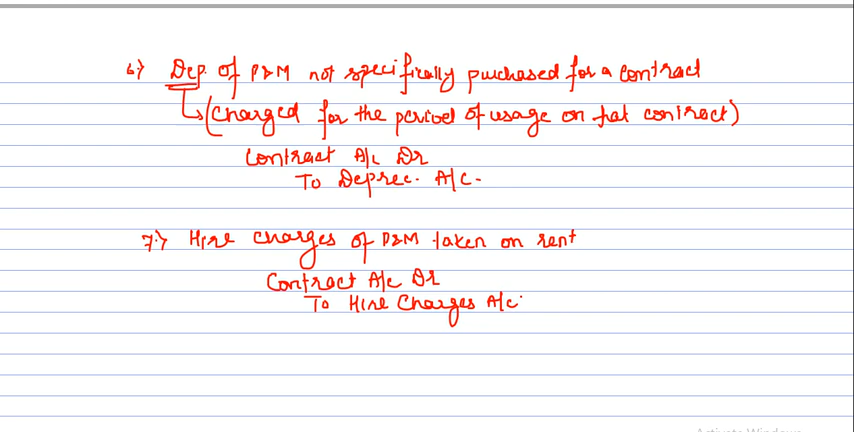 6) Dep. of P&M not specifically purchased for a contract
(Charged for the period of usage on that contract)
Contract A/c Dr
To Deprec. A/c.
7) Hire charges of P&M taken on rent
Contract A/c Dr
To Hire Charges A/c